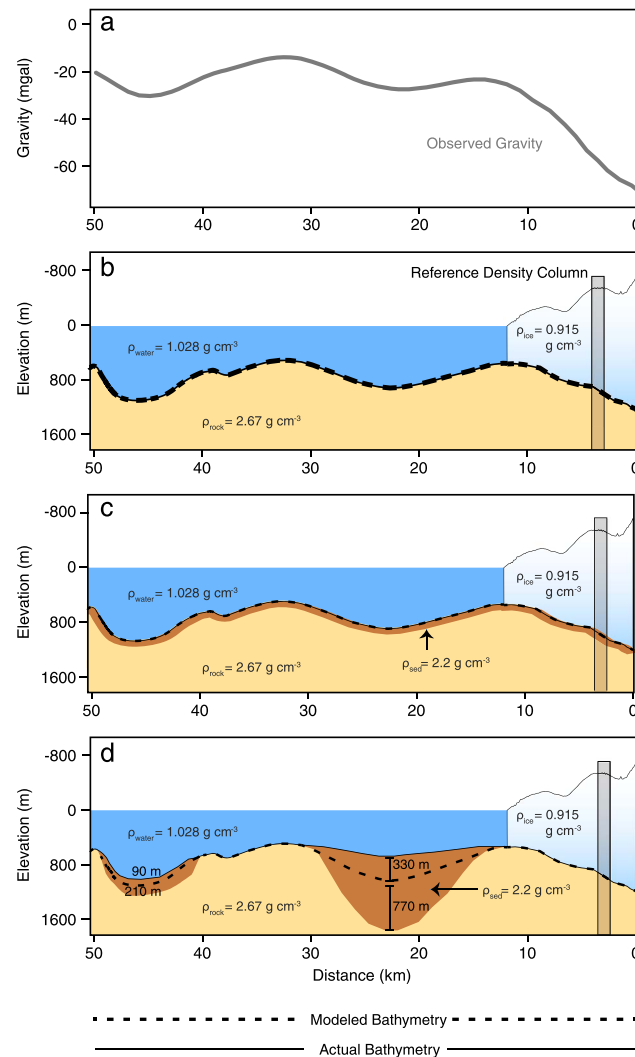 a
0
-20
-40
-60
Gravity (mgal)
Observed Gravity
50 40 30 20 10 0
b
Reference Density Column
-800
0
800
1600
Elevation (m)
ρwater = 1.028 g cm-3
ρice = 0.915
g cm-3
ρrock = 2.67 g cm-3
50 40 30 20 10 0
c
-800
0
800
1600
Elevation (m)
ρwater = 1.028 g cm-3
ρice = 0.915
g cm-3
ρrock = 2.67 g cm-3
ρsed = 2.2 g cm-3
50 40 30 20 10 0
d
-800
0
800
1600
Elevation (m)
ρwater = 1.028 g cm-3
ρice = 0.915
g cm-3
90 m
210 m
330 m
770 m
ρsed = 2.2 g cm-3
ρrock = 2.67 g cm-3
50 40 30 20 10 0
Distance (km)
Modeled Bathymetry
Actual Bathymetry